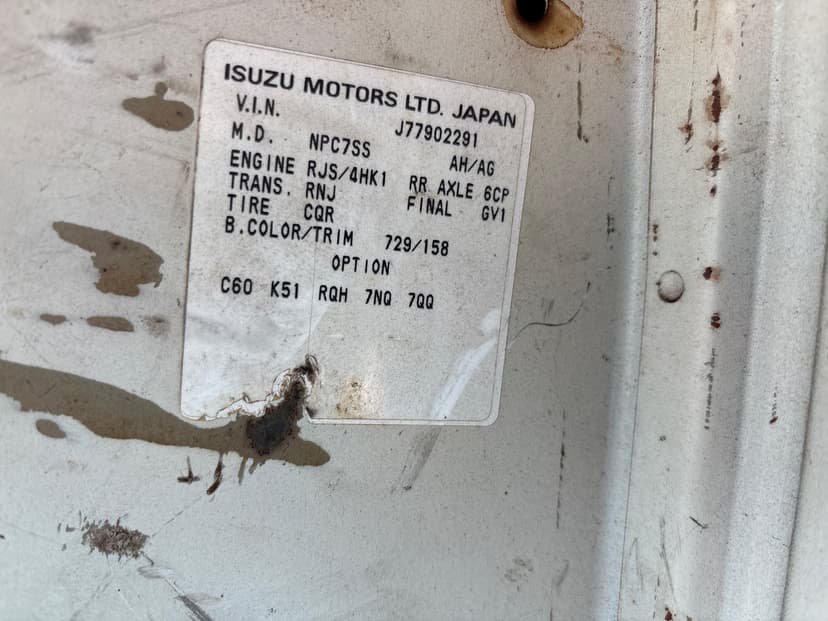 ISUZU MOTORS LTD. JAPAN
V.I.N. J77902291
M.D. NPC7SS AH/AG
ENGINE RJS/4HK1 RR AXLE 6CP
TRANS. RNJ FINAL GV1
TIRE CQR
B.COLOR/TRIM 729/158
OPTION
C60 K51 RQH 7NQ 7QQ